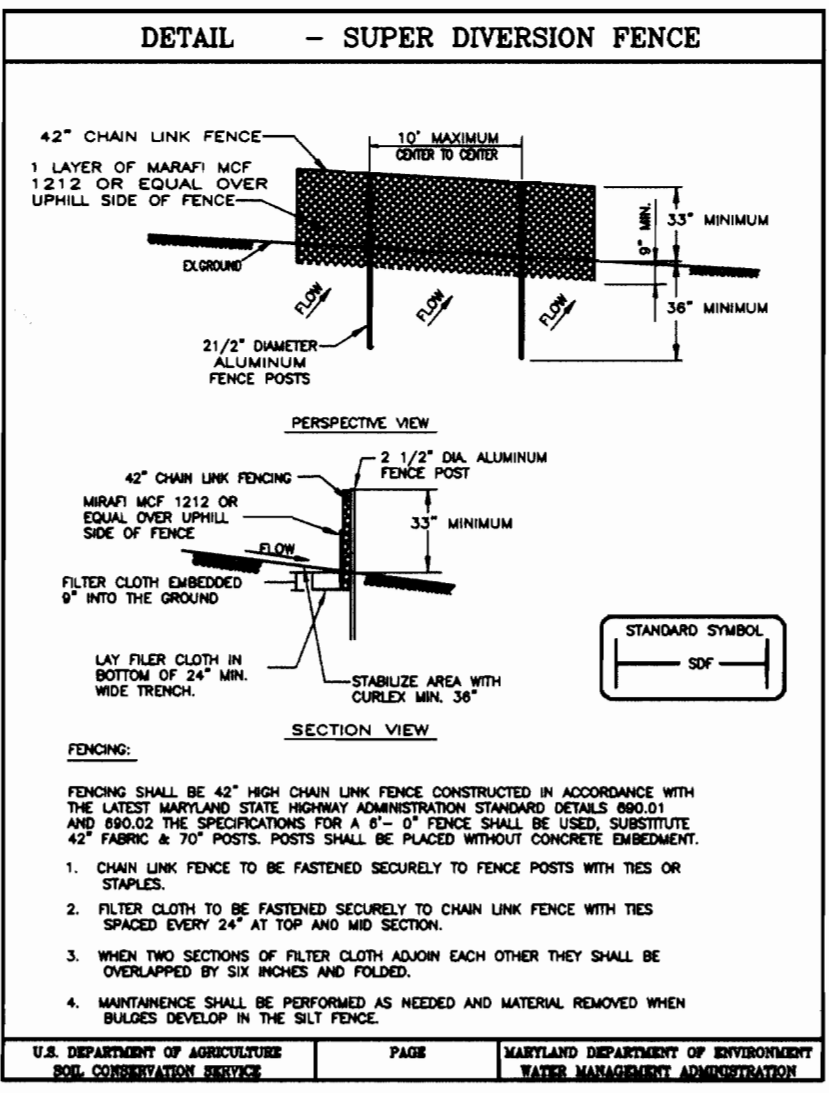 DETAIL - SUPER DIVERSION FENCE
42" CHAIN LINK FENCE
1 LAYER OF MARAFI MCF
1212 OR EQUAL OVER
UPHILL SIDE OF FENCE
10' MAXIMUM
CENTER TO CENTER
9" MIN.
33" MINIMUM
EX.GROUND
FLOW
FLOW
FLOW
36" MINIMUM
21/2" DIAMETER
ALUMINUM
FENCE POSTS
PERSPECTIVE VIEW
2 1/2" DIA. ALUMINUM
FENCE POST
42" CHAIN LINK FENCING
MIRAFI MCF 1212 OR
EQUAL OVER UPHILL
SIDE OF FENCE
33" MINIMUM
FLOW
FILTER CLOTH EMBEDDED
9" INTO THE GROUND
LAY FILER CLOTH IN
BOTTOM OF 24" MIN.
WIDE TRENCH.
STABILIZE AREA WITH
CURLEX MIN. 36"
STANDARD SYMBOL
SDF
SECTION VIEW
FENCING:
FENCING SHALL BE 42" HIGH CHAIN LINK FENCE CONSTRUCTED IN ACCORDANCE WITH
THE LATEST MARYLAND STATE HIGHWAY ADMINISTRATION STANDARD DETAILS 690.01
AND 690.02 THE SPECIFICATIONS FOR A 6'- 0" FENCE SHALL BE USED, SUBSTITUTE
42" FABRIC & 70" POSTS. POSTS SHALL BE PLACED WITHOUT CONCRETE EMBEDMENT.
1. CHAIN LINK FENCE TO BE FASTENED SECURELY TO FENCE POSTS WITH TIES OR
STAPLES.
2. FILTER CLOTH TO BE FASTENED SECURELY TO CHAIN LINK FENCE WITH TIES
SPACED EVERY 24" AT TOP AND MID SECTION.
3. WHEN TWO SECTIONS OF FILTER CLOTH ADJOIN EACH OTHER THEY SHALL BE
OVERLAPPED BY SIX INCHES AND FOLDED.
4. MAINTAINENCE SHALL BE PERFORMED AS NEEDED AND MATERIAL REMOVED WHEN
BULGES DEVELOP IN THE SILT FENCE.
U.S. DEPARTMENT OF AGRICULTURE
SOIL CONSERVATION SERVICE
PAGE
MARYLAND DEPARTMENT OF ENVIRONMENT
WATER MANAGEMENT ADMINISTRATION